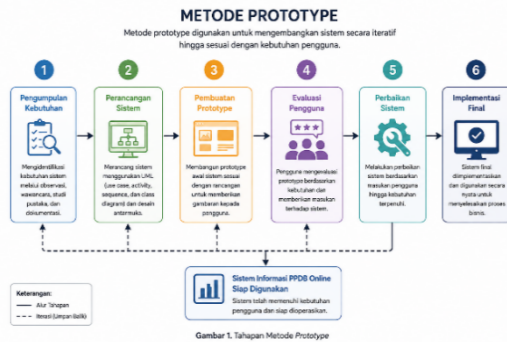 METODE PROTOTYPE
Metode prototype digunakan untuk mengembangkan sistem secara iteratif
hingga sesuai dengan kebutuhan pengguna.
1
Pengumpulan
Kebutuhan
Mengidentifikasi
kebutuhan sistem
melalui observasi,
wawancara, studi
pustaka, dan
dokumentasi.
2
Perancangan
Sistem
Merancang sistem
menggunakan UML
(use case, activity,
sequence, dan class
diagram) dan desain
antarmuka.
3
Pembuatan
Prototype
Membangun prototype
awal sistem sesuai
dengan rancangan
untuk memberikan
gambaran kepada
pengguna.
4
Evaluasi
Pengguna
Pengguna mengevaluasi
prototype berdasarkan
kebutuhan dan
memberikan masukan
terhadap sistem.
5
Perbaikan
Sistem
Melakukan perbaikan
sistem berdasarkan
masukan pengguna
hingga kebutuhan
terpenuhi.
6
Implementasi
Final
Sistem final
diimplementasikan
dan digunakan secara
nyata untuk
menyelesaikan proses
bisnis.
Sistem Informasi PPDB Online
Siap Digunakan
Sistem telah memenuhi kebutuhan
pengguna dan siap dioperasikan.
Keterangan:
Alur Tahapan
Iterasi (Umpan Balik)
Gambar 1. Tahapan Metode Prototype